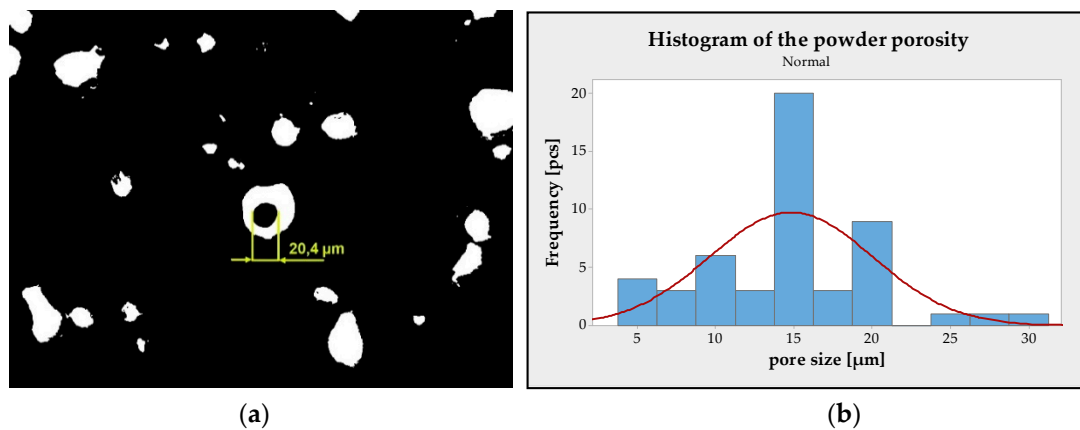 20,4 µm
(a)
Histogram of the powder porosity
Normal
Frequency [pcs]
20
15
10
5
0
5 10 15 20 25 30
pore size [µm]
(b)